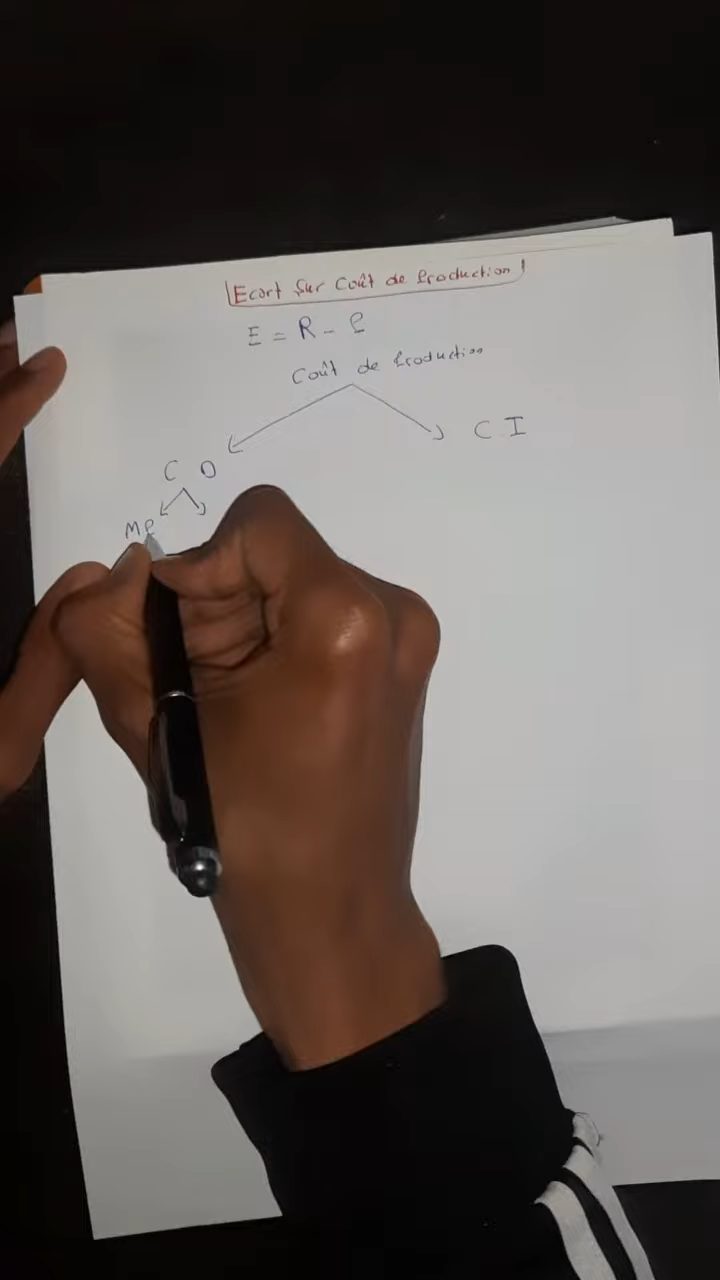 Ecart Sur Coût de Production
E = R - P
Coût de Production
C I
C D
MP